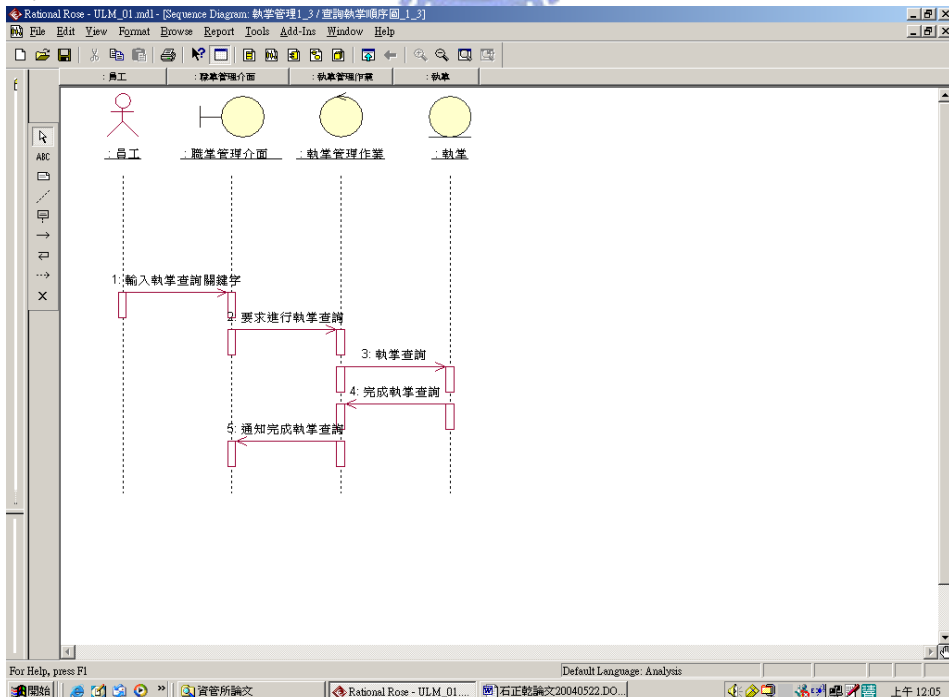 Rational Rose - ULM_01.mdl - [Sequence Diagram: 執掌管理1_3 / 查詢執掌順序圖_1_3]
File Edit View Format Browse Report Tools Add-Ins Window Help
: 員工 : 職掌管理介面 : 執掌管理作業 : 執掌
ABC
: 員工 : 職掌管理介面 : 執掌管理作業 : 執掌
1: 輸入執掌查詢關鍵字
2: 要求進行執掌查詢
3: 執掌查詢
4: 完成執掌查詢
5: 通知完成執掌查詢
For Help, press F1 Default Language: Analysis
開始 » 資管所論文 Rational Rose - ULM_01.... 石正乾論文20040522.DO... 上午 12:05